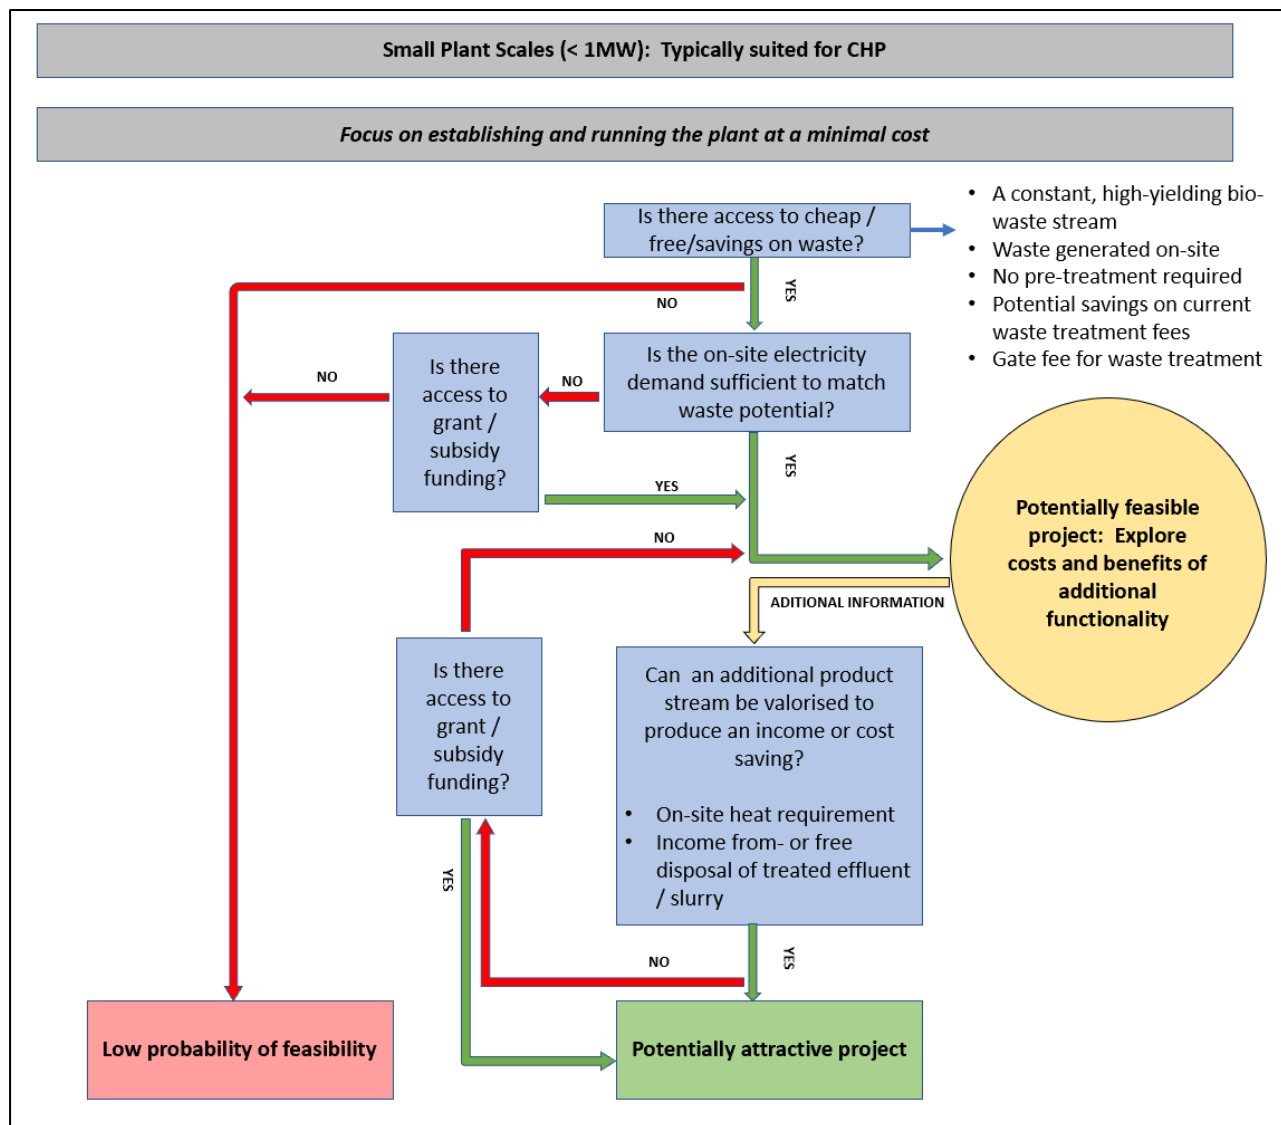 Small Plant Scales (< 1MW):  Typically suited for CHP
Focus on establishing and running the plant at a minimal cost
Is there access to cheap /
free/savings on waste?
• A constant, high-yielding bio-
waste stream
• Waste generated on-site
• No pre-treatment required
• Potential savings on current
waste treatment fees
• Gate fee for waste treatment
YES
NO
Is there
access to
grant /
subsidy
funding?
NO
NO
Is the on-site electricity
demand sufficient to match
waste potential?
YES
YES
NO
Potentially feasible
project:  Explore
costs and benefits of
additional
functionality
ADITIONAL INFORMATION
Is there
access to
grant /
subsidy
funding?
Can  an additional product
stream be valorised to
produce an income or cost
saving?
• On-site heat requirement
• Income from- or free
disposal of treated effluent
/ slurry
YES
NO
YES
Low probability of feasibility
Potentially attractive project